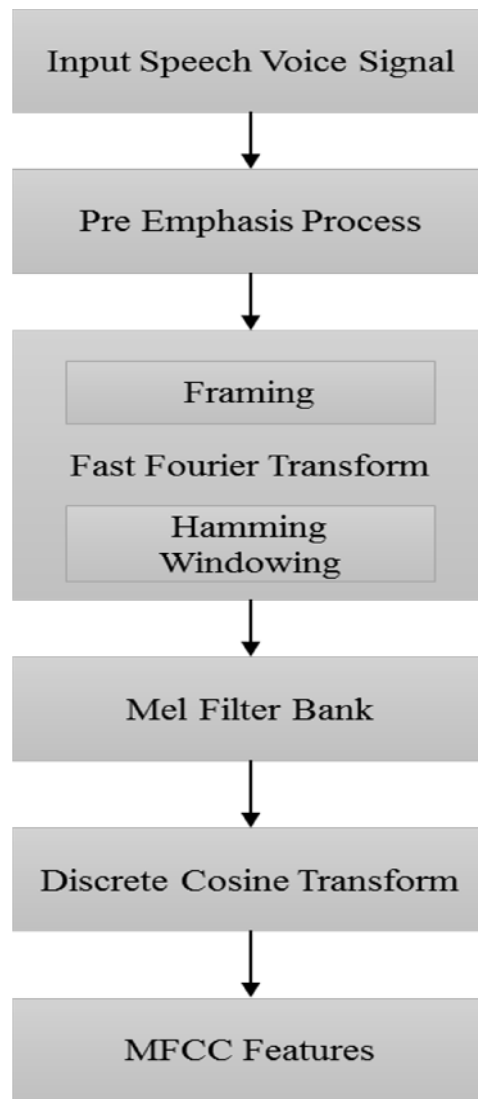 Input Speech Voice Signal
Pre Emphasis Process
Framing
Fast Fourier Transform
Hamming
Windowing
Mel Filter Bank
Discrete Cosine Transform
MFCC Features